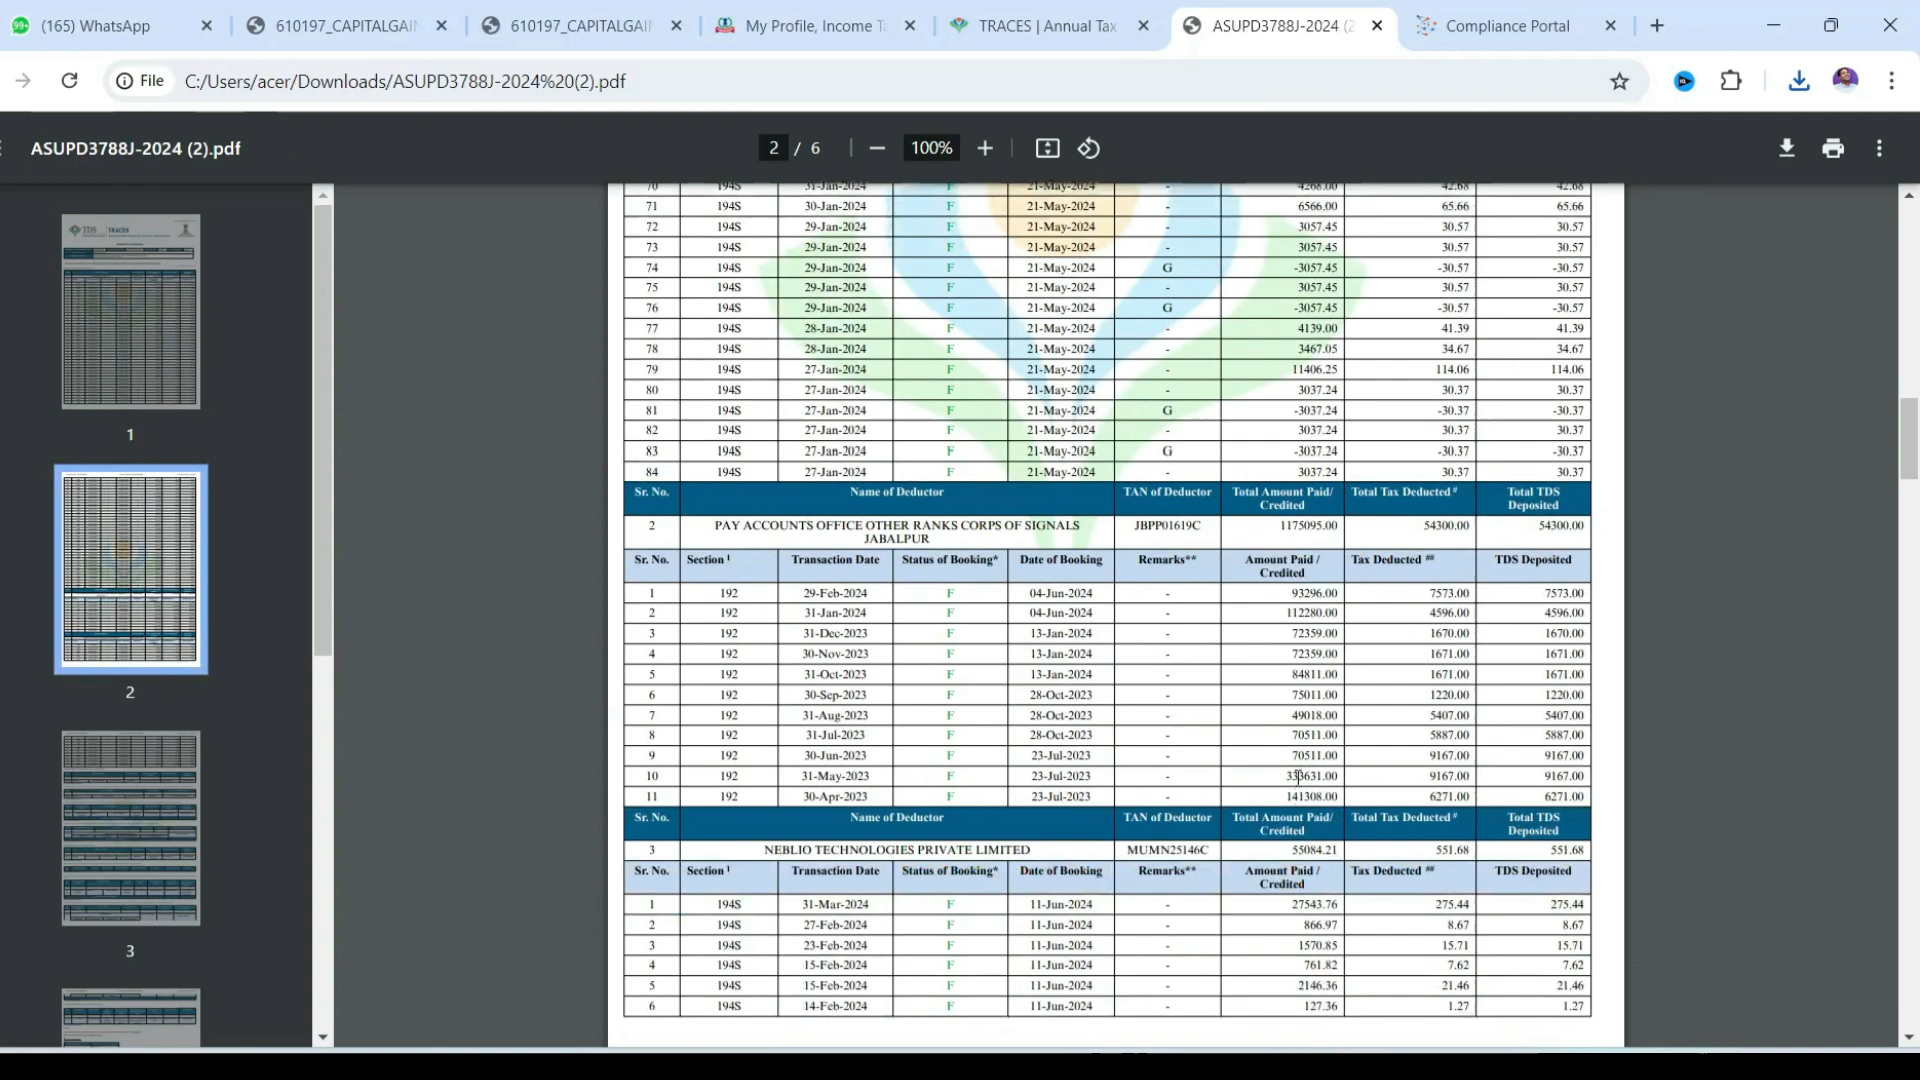 (165) WhatsApp
610197_CAPITALGAIN
610197_CAPITALGAIN
My Profile, Income Ta
TRACES | Annual Tax
ASUPD3788J-2024 (2
Compliance Portal
File C:/Users/acer/Downloads/ASUPD3788J-2024%20(2).pdf
ASUPD3788J-2024 (2).pdf
2 / 6
100%
1
2
3
70 194S 31-Jan-2024 F 21-May-2024 - 4268.00 42.68 42.68
71 194S 30-Jan-2024 F 21-May-2024 - 6566.00 65.66 65.66
72 194S 29-Jan-2024 F 21-May-2024 - 3057.45 30.57 30.57
73 194S 29-Jan-2024 F 21-May-2024 - 3057.45 30.57 30.57
74 194S 29-Jan-2024 F 21-May-2024 G -3057.45 -30.57 -30.57
75 194S 29-Jan-2024 F 21-May-2024 - 3057.45 30.57 30.57
76 194S 29-Jan-2024 F 21-May-2024 G -3057.45 -30.57 -30.57
77 194S 28-Jan-2024 F 21-May-2024 - 4139.00 41.39 41.39
78 194S 28-Jan-2024 F 21-May-2024 - 3467.05 34.67 34.67
79 194S 27-Jan-2024 F 21-May-2024 - 11406.25 114.06 114.06
80 194S 27-Jan-2024 F 21-May-2024 - 3037.24 30.37 30.37
81 194S 27-Jan-2024 F 21-May-2024 G -3037.24 -30.37 -30.37
82 194S 27-Jan-2024 F 21-May-2024 - 3037.24 30.37 30.37
83 194S 27-Jan-2024 F 21-May-2024 G -3037.24 -30.37 -30.37
84 194S 27-Jan-2024 F 21-May-2024 - 3037.24 30.37 30.37
Sr. No. Name of Deductor TAN of Deductor Total Amount Paid/ Total Tax Deducted # Total TDS
Credited Deposited
2 PAY ACCOUNTS OFFICE OTHER RANKS CORPS OF SIGNALS JBPP01619C 1175095.00 54300.00 54300.00
JABALPUR
Sr. No. Section 1 Transaction Date Status of Booking* Date of Booking Remarks** Amount Paid / Tax Deducted ## TDS Deposited
Credited
1 192 29-Feb-2024 F 04-Jun-2024 - 93296.00 7573.00 7573.00
2 192 31-Jan-2024 F 04-Jun-2024 - 112280.00 4596.00 4596.00
3 192 31-Dec-2023 F 13-Jan-2024 - 72359.00 1670.00 1670.00
4 192 30-Nov-2023 F 13-Jan-2024 - 72359.00 1671.00 1671.00
5 192 31-Oct-2023 F 13-Jan-2024 - 84811.00 1671.00 1671.00
6 192 30-Sep-2023 F 28-Oct-2023 - 75011.00 1220.00 1220.00
7 192 31-Aug-2023 F 28-Oct-2023 - 49018.00 5407.00 5407.00
8 192 31-Jul-2023 F 28-Oct-2023 - 70511.00 5887.00 5887.00
9 192 30-Jun-2023 F 23-Jul-2023 - 70511.00 9167.00 9167.00
10 192 31-May-2023 F 23-Jul-2023 - 333631.00 9167.00 9167.00
11 192 30-Apr-2023 F 23-Jul-2023 - 141308.00 6271.00 6271.00
Sr. No. Name of Deductor TAN of Deductor Total Amount Paid/ Total Tax Deducted # Total TDS
Credited Deposited
3 NEBLIO TECHNOLOGIES PRIVATE LIMITED MUMN25146C 55084.21 551.68 551.68
Sr. No. Section 1 Transaction Date Status of Booking* Date of Booking Remarks** Amount Paid / Tax Deducted ## TDS Deposited
Credited
1 194S 31-Mar-2024 F 11-Jun-2024 - 27543.76 275.44 275.44
2 194S 27-Feb-2024 F 11-Jun-2024 - 866.97 8.67 8.67
3 194S 23-Feb-2024 F 11-Jun-2024 - 1570.85 15.71 15.71
4 194S 15-Feb-2024 F 11-Jun-2024 - 761.82 7.62 7.62
5 194S 15-Feb-2024 F 11-Jun-2024 - 2146.36 21.46 21.46
6 194S 14-Feb-2024 F 11-Jun-2024 - 127.36 1.27 1.27